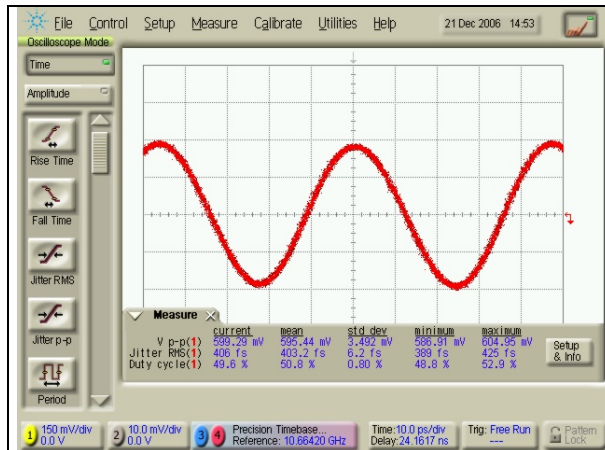 File Control Setup Measure Calibrate Utilities Help 21 Dec 2006 14:53
Oscilloscope Mode
Time
Amplitude
Rise Time
Fall Time
Jitter RMS
Jitter p-p
Period
Measure
current mean std dev minimum maximum
V p-p(1) 599.29 mV 595.44 mV 3.492 mV 586.91 mV 604.95 mV
Jitter RMS(1) 406 fs 403.2 fs 6.2 fs 389 fs 425 fs
Duty cycle(1) 49.6 % 50.8 % 0.80 % 48.8 % 52.9 %
Setup
& Info
1 150 mV/div 2 10.0 mV/div 3 4 Precision Timebase... Time:10.0 ps/div Trig: Free Run Pattern
0.0 V 0.0 V Reference: 10.66420 GHz Delay:24.1617 ns --- Lock